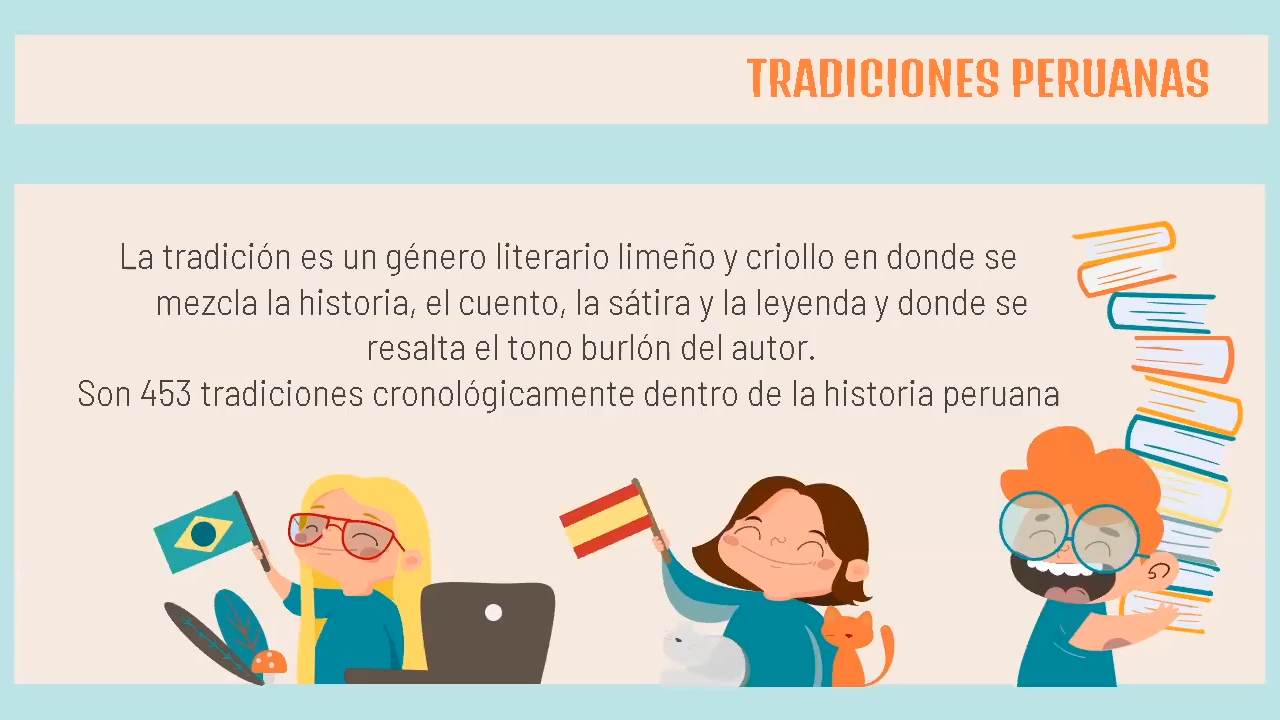 TRADICIONES PERUANAS
La tradición es un género literario limeño y criollo en donde se
mezcla la historia, el cuento, la sátira y la leyenda y donde se
resalta el tono burlón del autor.
Son 453 tradiciones cronológicamente dentro de la historia peruana